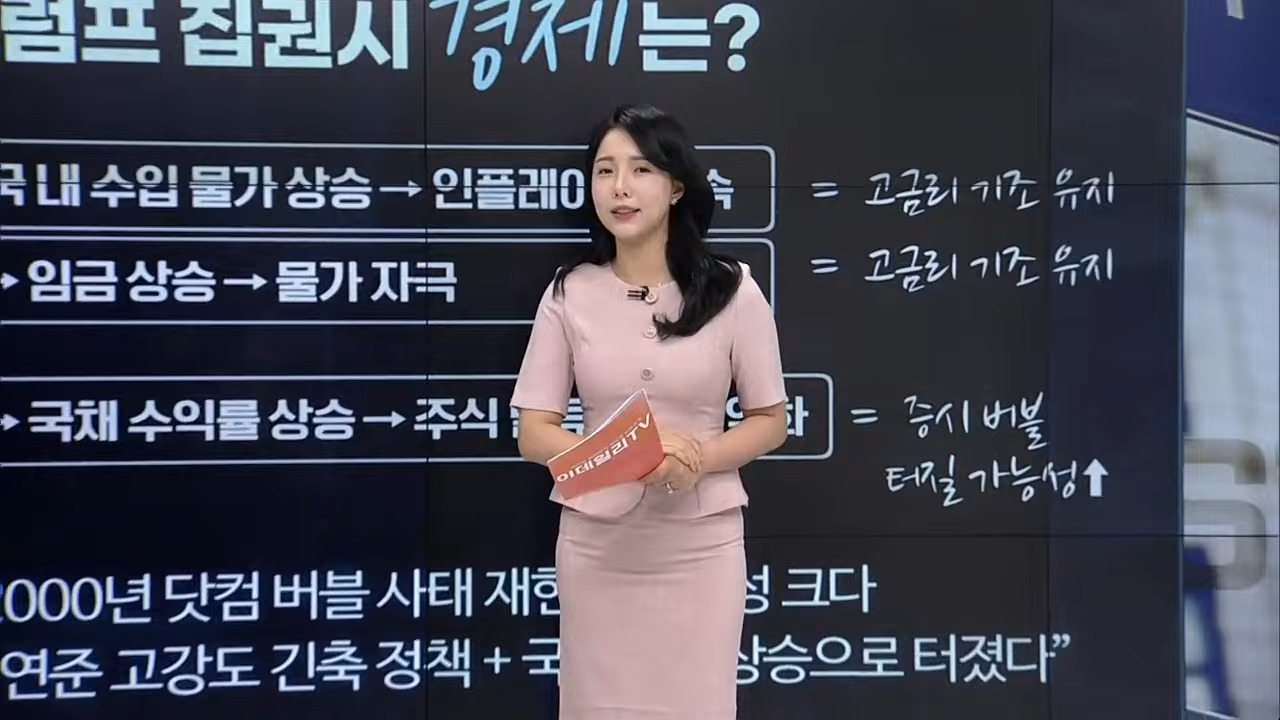 럼프 집권시 경제는?
국 내 수입 물가 상승→인플레이 속 = 고금리 기조 유지
→ 임금 상승→물가 자극 = 고금리 기조 유지
→ 국채 수익률 상승→주식 화 = 증시 버블
터질 가능성↑
이데일리TV
2000년 닷컴 버블 사태 재현 성 크다
연준 고강도 긴축 정책 + 국 상승으로 터졌다”